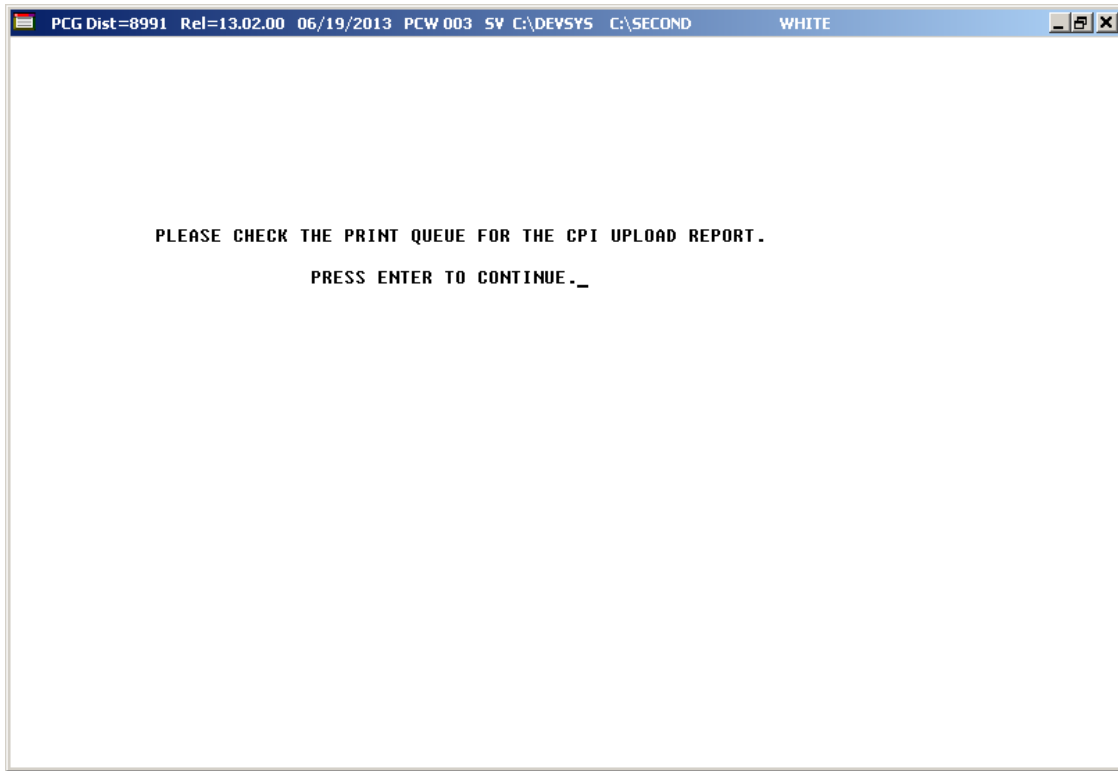 PCG Dist=8991 Rel=13.02.00 06/19/2013 PCW 003 SV C:\DEVSYS C:\SECOND WHITE
PLEASE CHECK THE PRINT QUEUE FOR THE CPI UPLOAD REPORT.
PRESS ENTER TO CONTINUE._